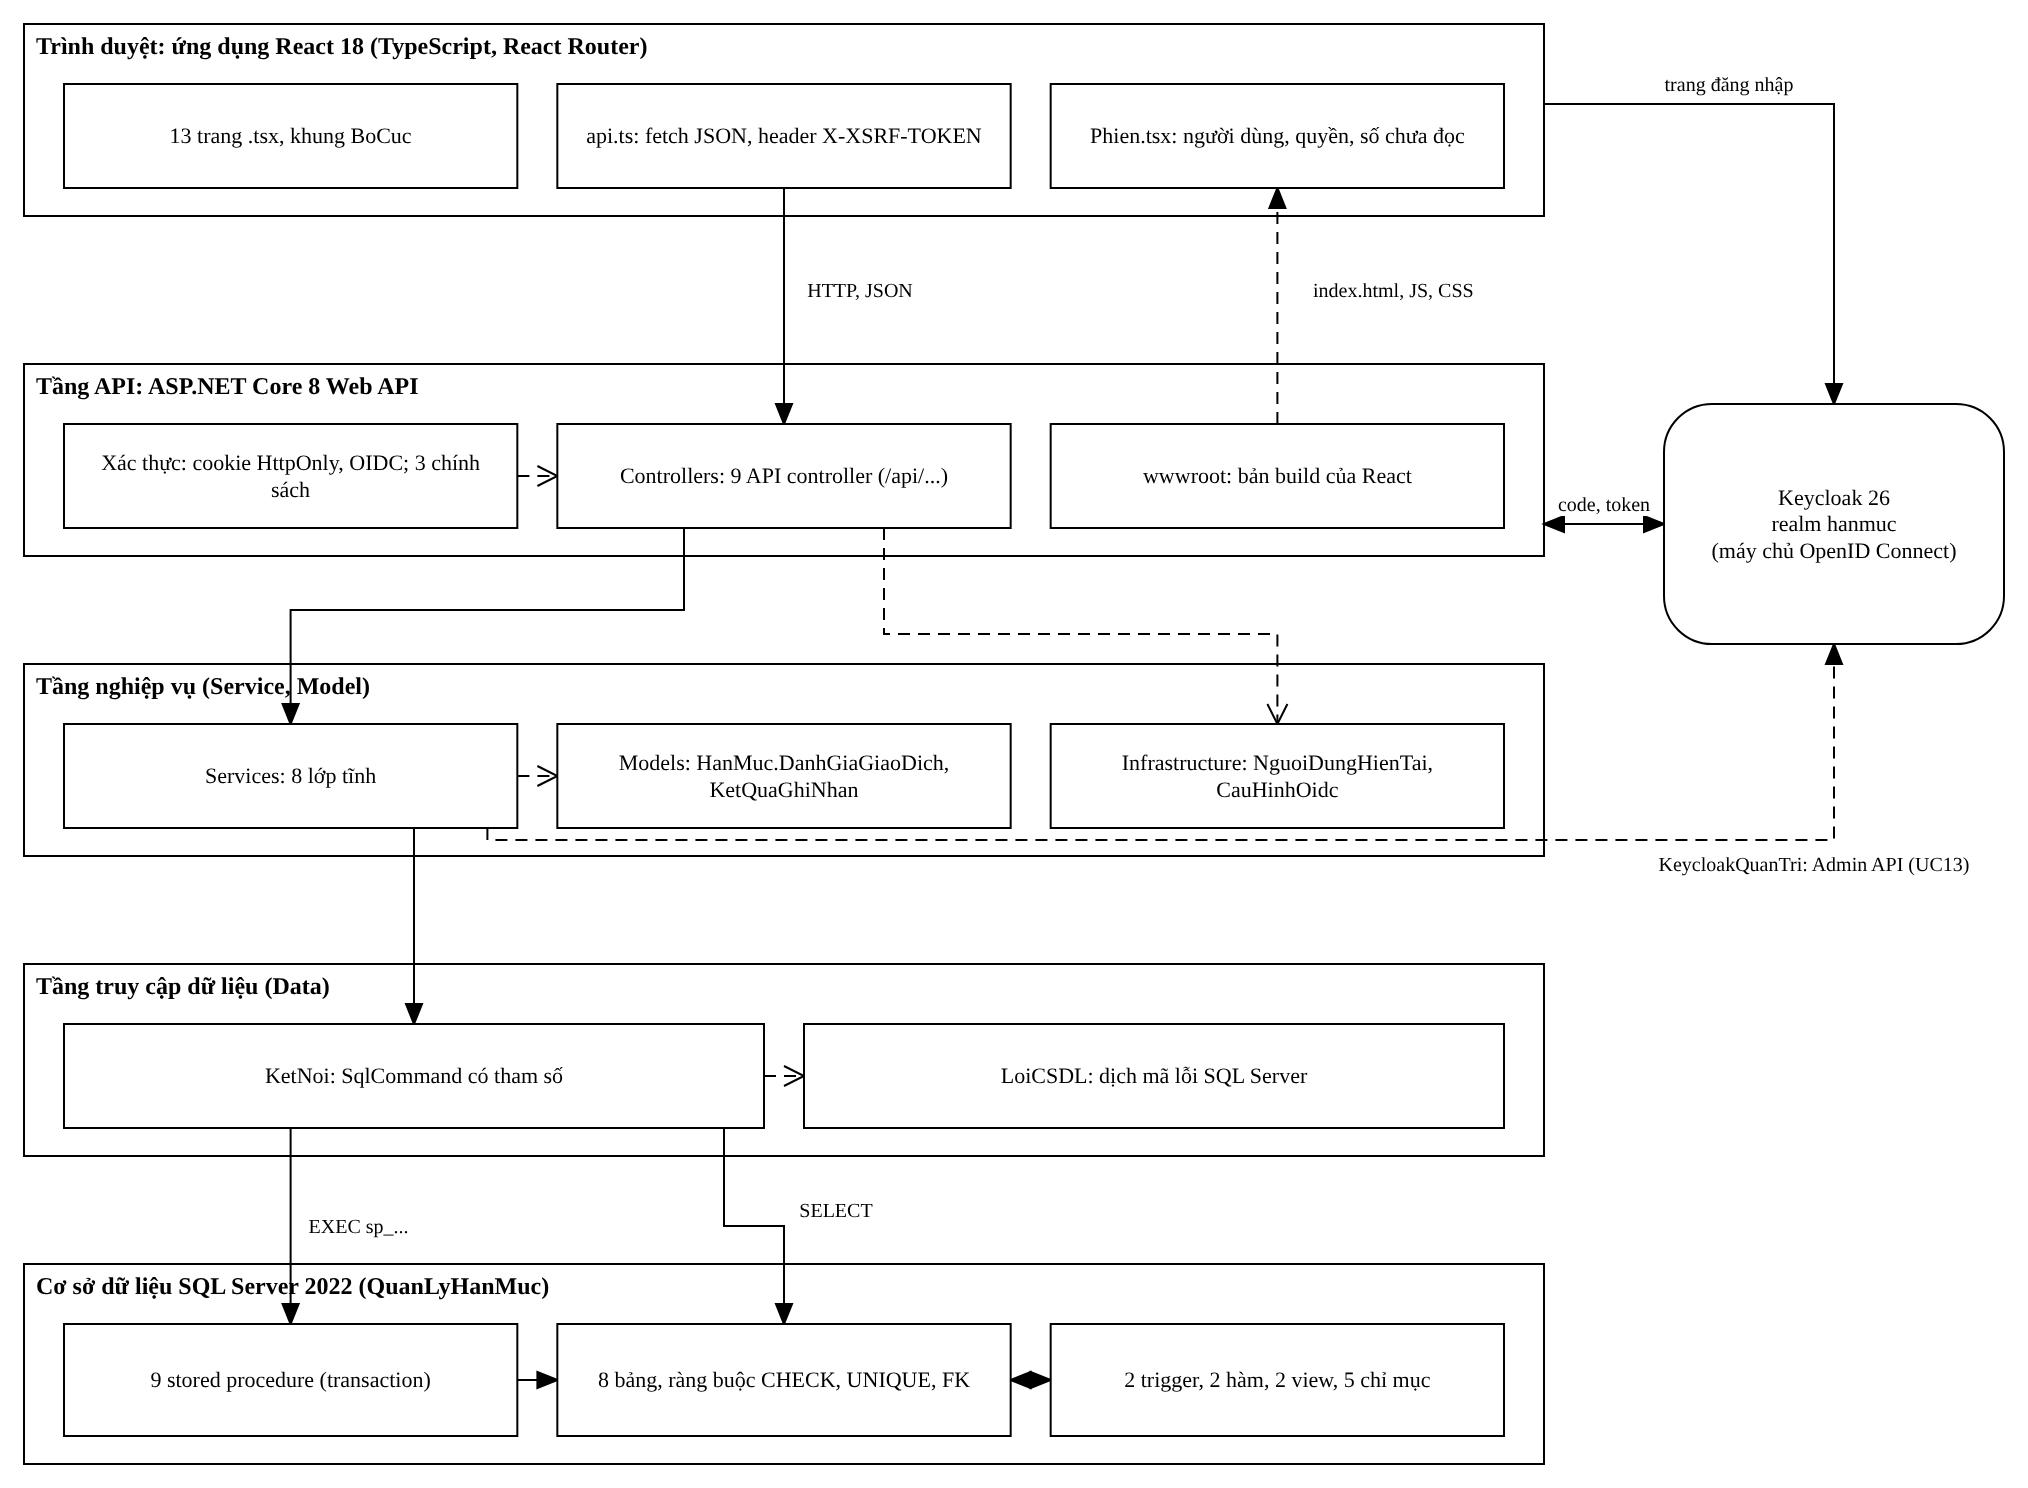 Trình duyệt: ứng dụng React 18 (TypeScript, React Router)
trang đăng nhập
13 trang .tsx, khung BoCuc
api.ts: fetch JSON, header X-XSRF-TOKEN
Phien.tsx: người dùng, quyền, số chưa đọc
HTTP, JSON
index.html, JS, CSS
Tầng API: ASP.NET Core 8 Web API
Xác thực: cookie HttpOnly, OIDC; 3 chính
sách
Controllers: 9 API controller (/api/...)
wwwroot: bản build của React
code, token
Keycloak 26
realm hanmuc
(máy chủ OpenID Connect)
Tầng nghiệp vụ (Service, Model)
Services: 8 lớp tĩnh
Models: HanMuc.DanhGiaGiaoDich,
KetQuaGhiNhan
Infrastructure: NguoiDungHienTai,
CauHinhOidc
KeycloakQuanTri: Admin API (UC13)
Tầng truy cập dữ liệu (Data)
KetNoi: SqlCommand có tham số
LoiCSDL: dịch mã lỗi SQL Server
EXEC sp_...
SELECT
Cơ sở dữ liệu SQL Server 2022 (QuanLyHanMuc)
9 stored procedure (transaction)
8 bảng, ràng buộc CHECK, UNIQUE, FK
2 trigger, 2 hàm, 2 view, 5 chỉ mục